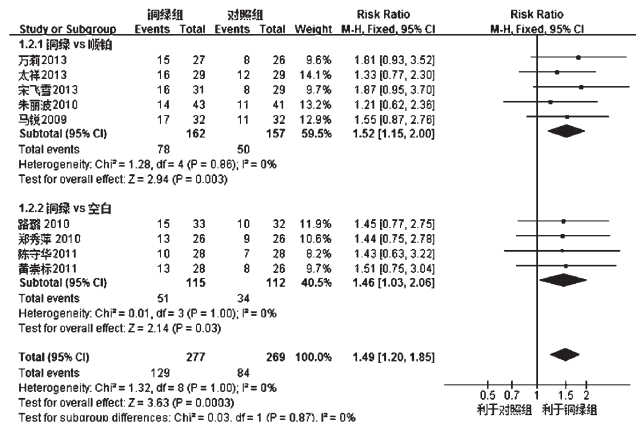 铜绿组 对照组 Risk Ratio Risk Ratio
Study or Subgroup Events Total Events Total Weight M-H, Fixed, 95% CI M-H, Fixed, 95% CI
1.2.1 铜绿 vs 顺铂
万莉2013 15 27 8 26 9.6% 1.81 [0.93, 3.52]
太祥2013 16 29 12 29 14.1% 1.33 [0.77, 2.30]
宋飞雪2013 16 31 8 29 9.7% 1.87 [0.95, 3.70]
朱丽波2010 14 43 11 41 13.2% 1.21 [0.62, 2.36]
马锐2009 17 32 11 32 12.9% 1.55 [0.87, 2.76]
Subtotal (95% CI) 162 157 59.5% 1.52 [1.15, 2.00]
Total events 78 50
Heterogeneity: Chi² = 1.28, df = 4 (P = 0.86); I² = 0%
Test for overall effect: Z = 2.94 (P = 0.003)
1.2.2 铜绿 vs 空白
路璐 2010 15 33 10 32 11.9% 1.45 [0.77, 2.75]
郑秀萍 2010 13 26 9 26 10.6% 1.44 [0.75, 2.78]
陈守华2011 10 28 7 28 8.3% 1.43 [0.63, 3.22]
黄崇标2011 13 28 8 26 9.7% 1.51 [0.75, 3.04]
Subtotal (95% CI) 115 112 40.5% 1.46 [1.03, 2.06]
Total events 51 34
Heterogeneity: Chi² = 0.01, df = 3 (P = 1.00); I² = 0%
Test for overall effect: Z = 2.14 (P = 0.03)
Total (95% CI) 277 269 100.0% 1.49 [1.20, 1.85]
Total events 129 84
Heterogeneity: Chi² = 1.32, df = 8 (P = 1.00); I² = 0%
Test for overall effect: Z = 3.63 (P = 0.0003)
Test for subgroup differences: Chi² = 0.03, df = 1 (P = 0.87), I² = 0%
0.5 0.7 1 1.5 2
利于对照组 利于铜绿组